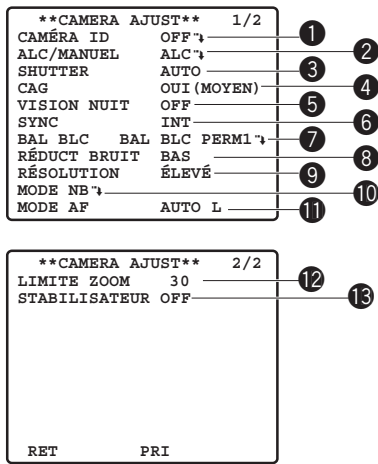 **CAMERA AJUST** 1/2
CAMÉRA ID OFF 1
ALC/MANUEL ALC 2
SHUTTER AUTO 3
CAG OUI(MOYEN) 4
VISION NUIT OFF 5
SYNC INT 6
BAL BLC BAL BLC PERM1 7
RÉDUCT BRUIT BAS 8
RÉSOLUTION ÉLEVÉ 9
MODE NB 10
MODE AF AUTO L 11
**CAMERA AJUST** 2/2
LIMITE ZOOM 30 12
STABILISATEUR OFF 13
RET PRI